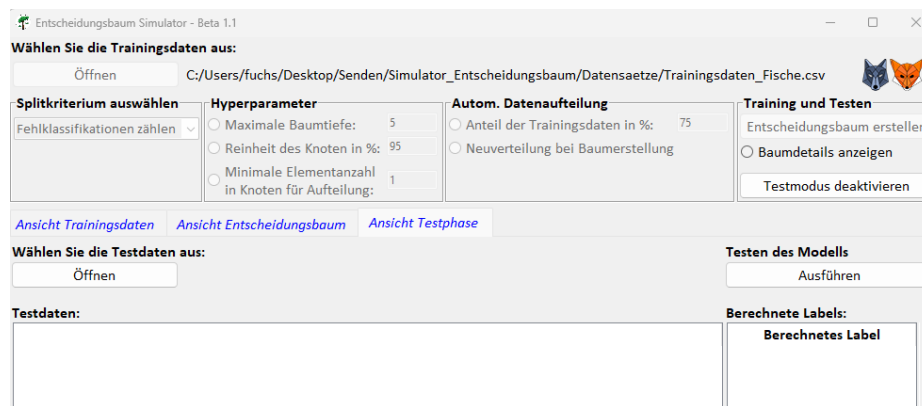 Entscheidungsbaum Simulator - Beta 1.1
Wählen Sie die Trainingsdaten aus:
Öffnen C:/Users/fuchs/Desktop/Senden/Simulator_Entscheidungsbaum/Datensaetze/Trainingsdaten_Fische.csv
Splitkriterium auswählen Hyperparameter Autom. Datenaufteilung Training und Testen
Fehlklassifikationen zählen Maximale Baumtiefe: 5 Anteil der Trainingsdaten in %: 75 Entscheidungsbaum erstellen
Reinheit des Knoten in %: 95 Neuverteilung bei Baumerstellung Baumdetails anzeigen
Minimale Elementanzahl
in Knoten für Aufteilung: 1 Testmodus deaktivieren
Ansicht Trainingsdaten Ansicht Entscheidungsbaum Ansicht Testphase
Wählen Sie die Testdaten aus: Testen des Modells
Öffnen Ausführen
Testdaten: Berechnete Labels:
Berechnetes Label